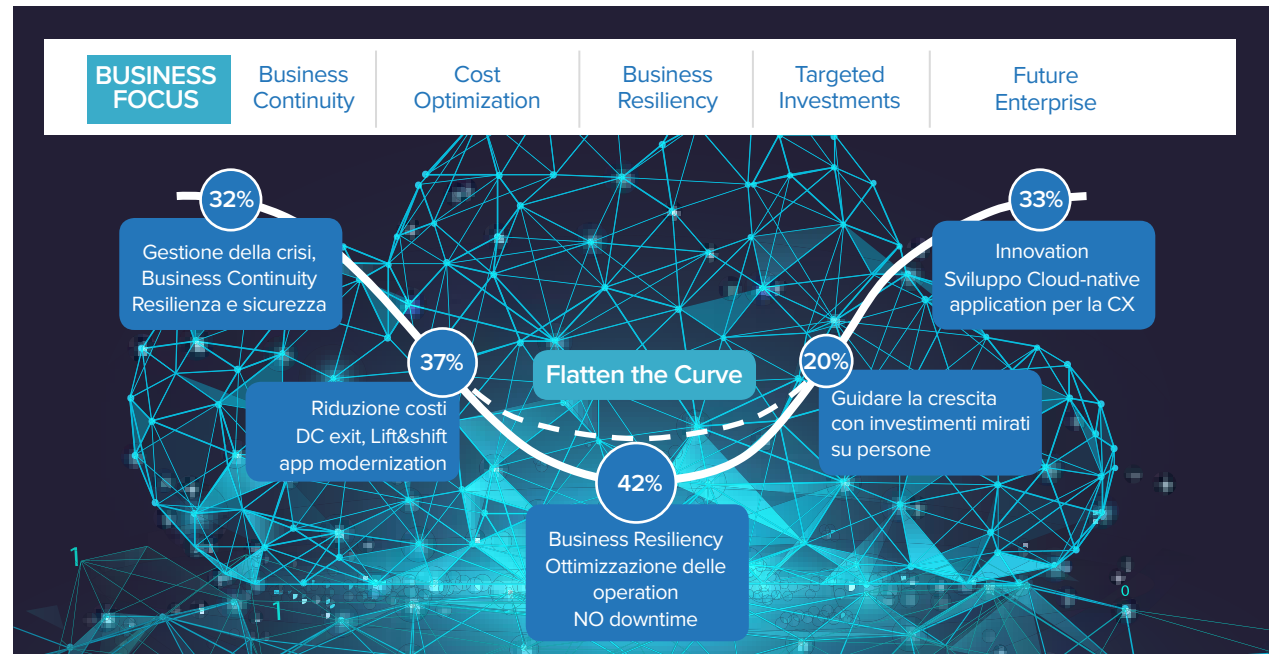 BUSINESS
FOCUS
Business
Continuity
Cost
Optimization
Business
Resiliency
Targeted
Investments
Future
Enterprise
32%
Gestione della crisi,
Business Continuity
Resilienza e sicurezza
37%
Riduzione costi
DC exit, Lift&shift
app modernization
Flatten the Curve
42%
Business Resiliency
Ottimizzazione delle
operation
NO downtime
20%
Guidare la crescita
con investimenti mirati
su persone
33%
Innovation
Sviluppo Cloud-native
application per la CX
1
1
0